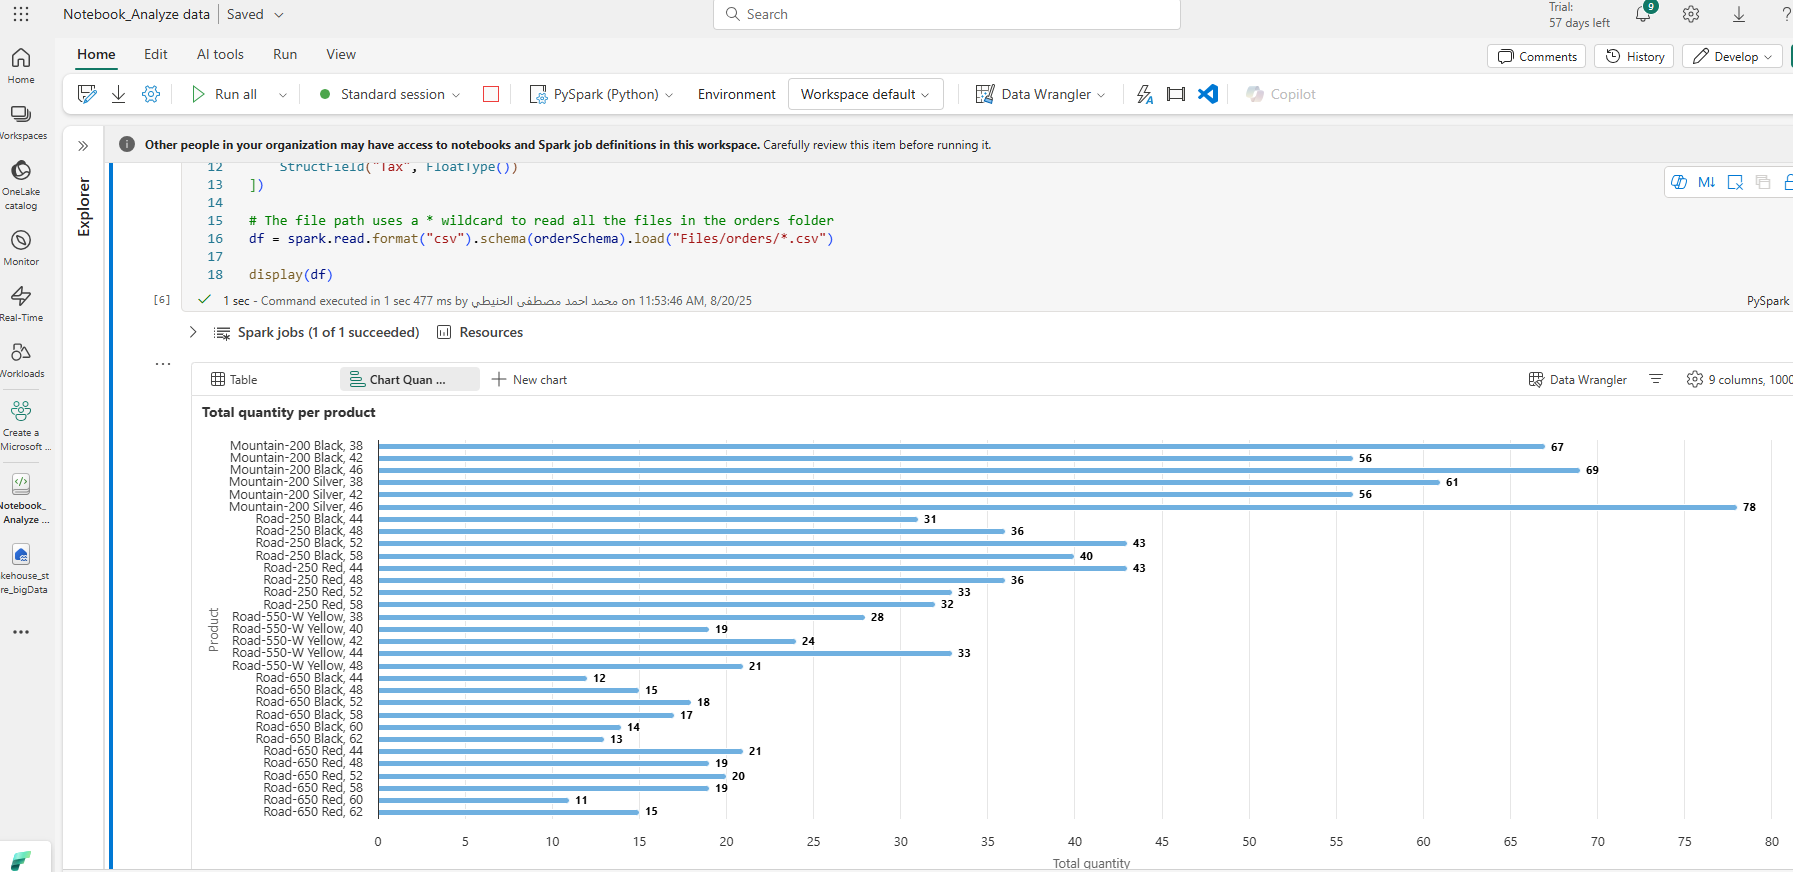 Notebook_Analyze data | Saved
Search
Trial:
57 days left
9
?
Home
Edit
AI tools
Run
View
Comments
History
Develop
Run all
Standard session
PySpark (Python)
Environment
Workspace default
Data Wrangler
Copilot
Home
Workspaces
OneLake
catalog
Monitor
Real-Time
Workloads
Create a
Microsoft ...
Notebook_
Analyze ...
kehouse_st
re_bigData
Explorer
Other people in your organization may have access to notebooks and Spark job definitions in this workspace. Carefully review this item before running it.
12 StructField("Tax", FloatType())
13 ])
14
15 # The file path uses a * wildcard to read all the files in the orders folder
16 df = spark.read.format("csv").schema(orderSchema).load("Files/orders/*.csv")
17
18 display(df)
M↓
[6] 1 sec - Command executed in 1 sec 477 ms by محمد احمد مصطفى الحنيطي on 11:53:46 AM, 8/20/25
PySpark
Spark jobs (1 of 1 succeeded)
Resources
Table
Chart Quan ...
New chart
Data Wrangler
9 columns, 1000
Total quantity per product
Product
Mountain-200 Black, 38 67
Mountain-200 Black, 42 56
Mountain-200 Black, 46 69
Mountain-200 Silver, 38 61
Mountain-200 Silver, 42 56
Mountain-200 Silver, 46 78
Road-250 Black, 44 31
Road-250 Black, 48 36
Road-250 Black, 52 43
Road-250 Black, 58 40
Road-250 Red, 44 43
Road-250 Red, 48 36
Road-250 Red, 52 33
Road-250 Red, 58 32
Road-550-W Yellow, 38 28
Road-550-W Yellow, 40 19
Road-550-W Yellow, 42 24
Road-550-W Yellow, 44 33
Road-550-W Yellow, 48 21
Road-650 Black, 44 12
Road-650 Black, 48 15
Road-650 Black, 52 18
Road-650 Black, 58 17
Road-650 Black, 60 14
Road-650 Black, 62 13
Road-650 Red, 44 21
Road-650 Red, 48 19
Road-650 Red, 52 20
Road-650 Red, 58 19
Road-650 Red, 60 11
Road-650 Red, 62 15
0 5 10 15 20 25 30 35 40 45 50 55 60 65 70 75 80
Total quantity